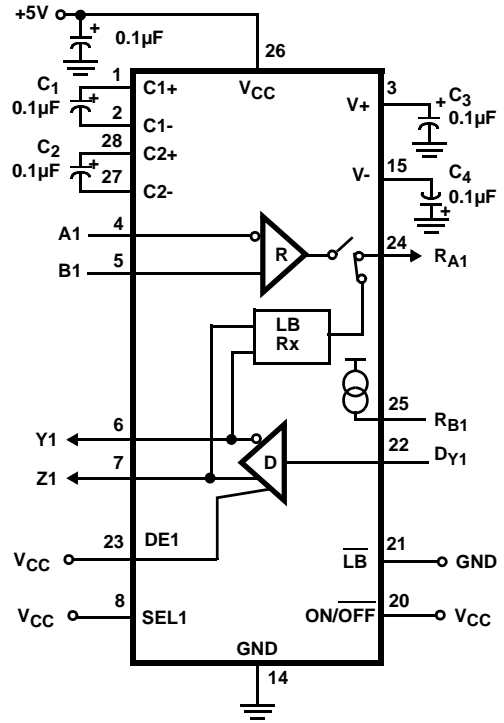 +5V
+
0.1µF
26
VCC
1
C1+
C1
0.1µF
+
2
C1-
28
C2+
C2
0.1µF
+
27
C2-
3
V+
+
C3
0.1µF
15
V-
C4
0.1µF
+
A1
4
B1
5
R
24
RA1
LB
Rx
25
RB1
Y1
6
22
DY1
Z1
7
D
VCC
23
DE1
21
LB
GND
VCC
8
SEL1
20
ON/OFF
VCC
GND
14